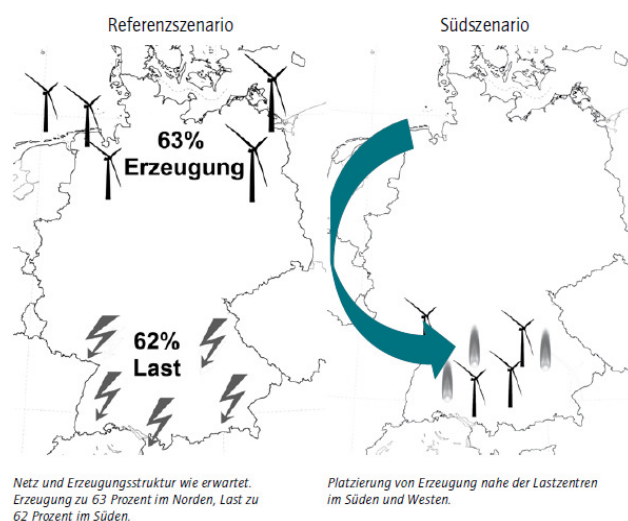 Referenzszenario
Südszenario
63%
Erzeugung
62%
Last
Netz und Erzeugungsstruktur wie erwartet.
Erzeugung zu 63 Prozent im Norden, Last zu
62 Prozent im Süden.
Platzierung von Erzeugung nahe der Lastzentren
im Süden und Westen.